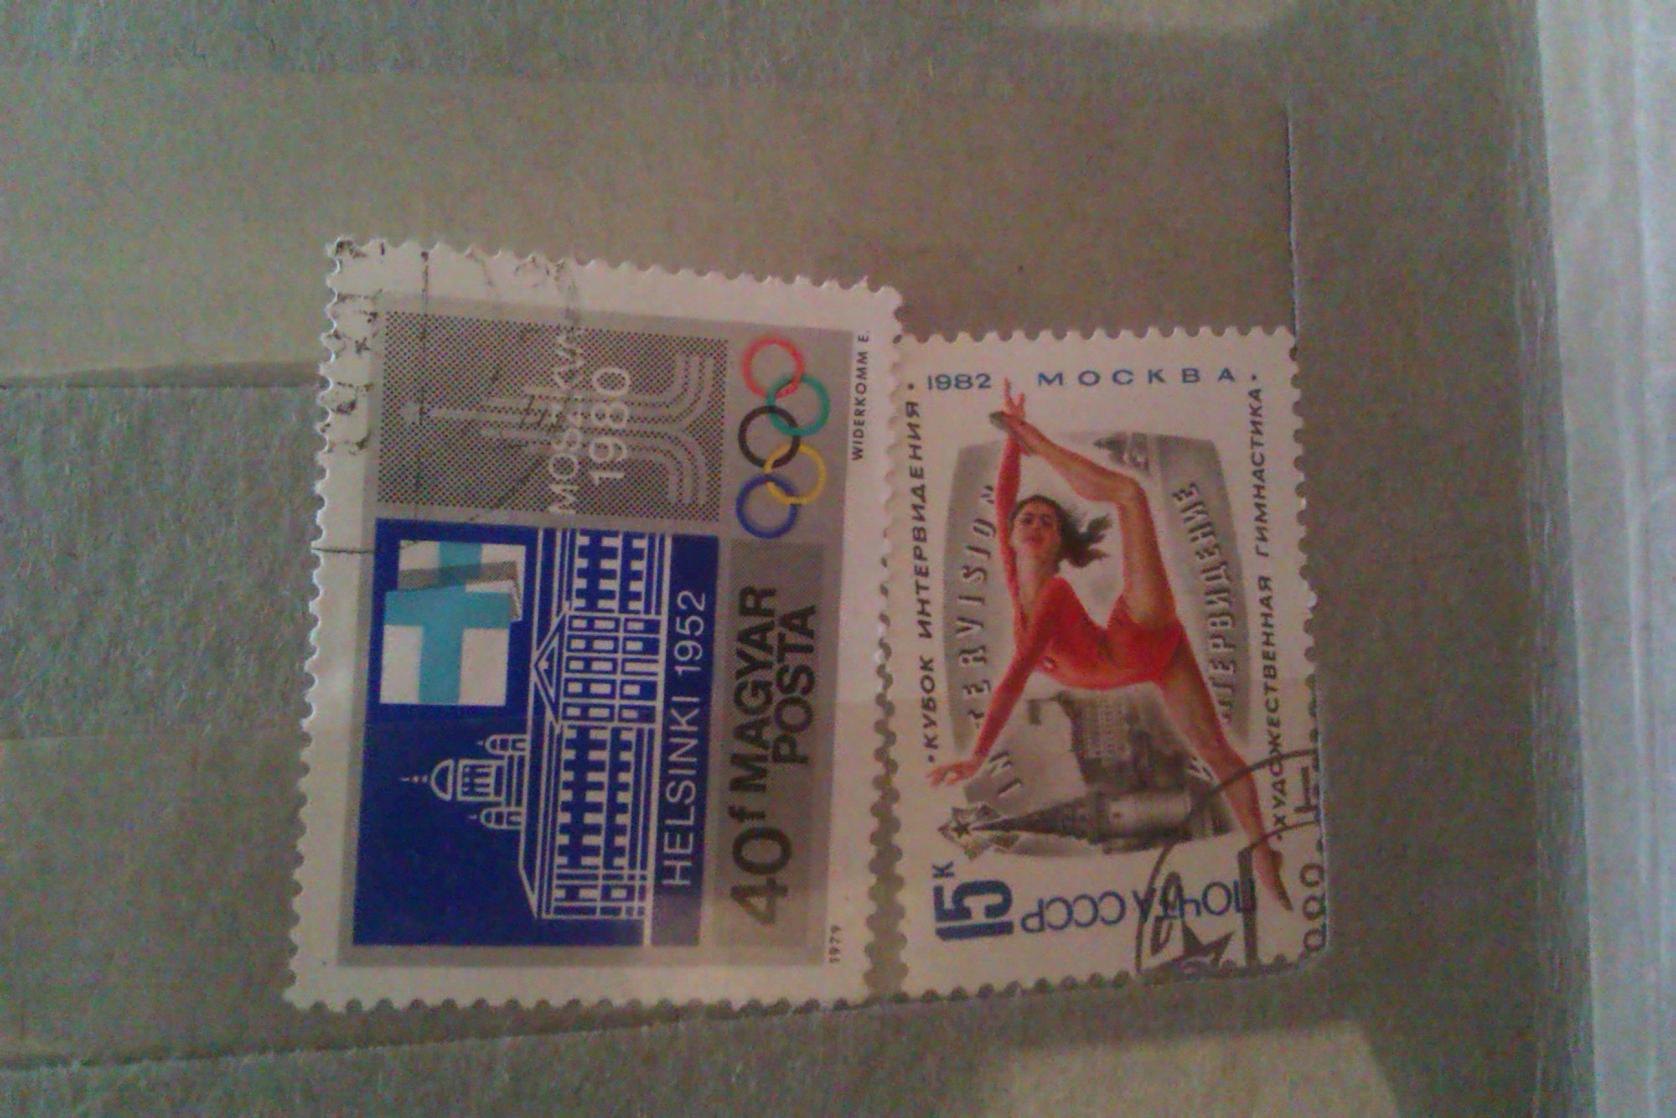 MOSZKVA
1980
HELSINKI 1952
40f MAGYAR
POSTA
WIDERKOMM E.
1979
· 1982 МОСКВА ·
· КУБОК ИНТЕРВИДЕНИЯ
· ХУДОЖЕСТВЕННАЯ ГИМНАСТИКА ·
INTERVISION
ИНТЕРВИДЕНИЕ
15К
ПОЧТА СССР